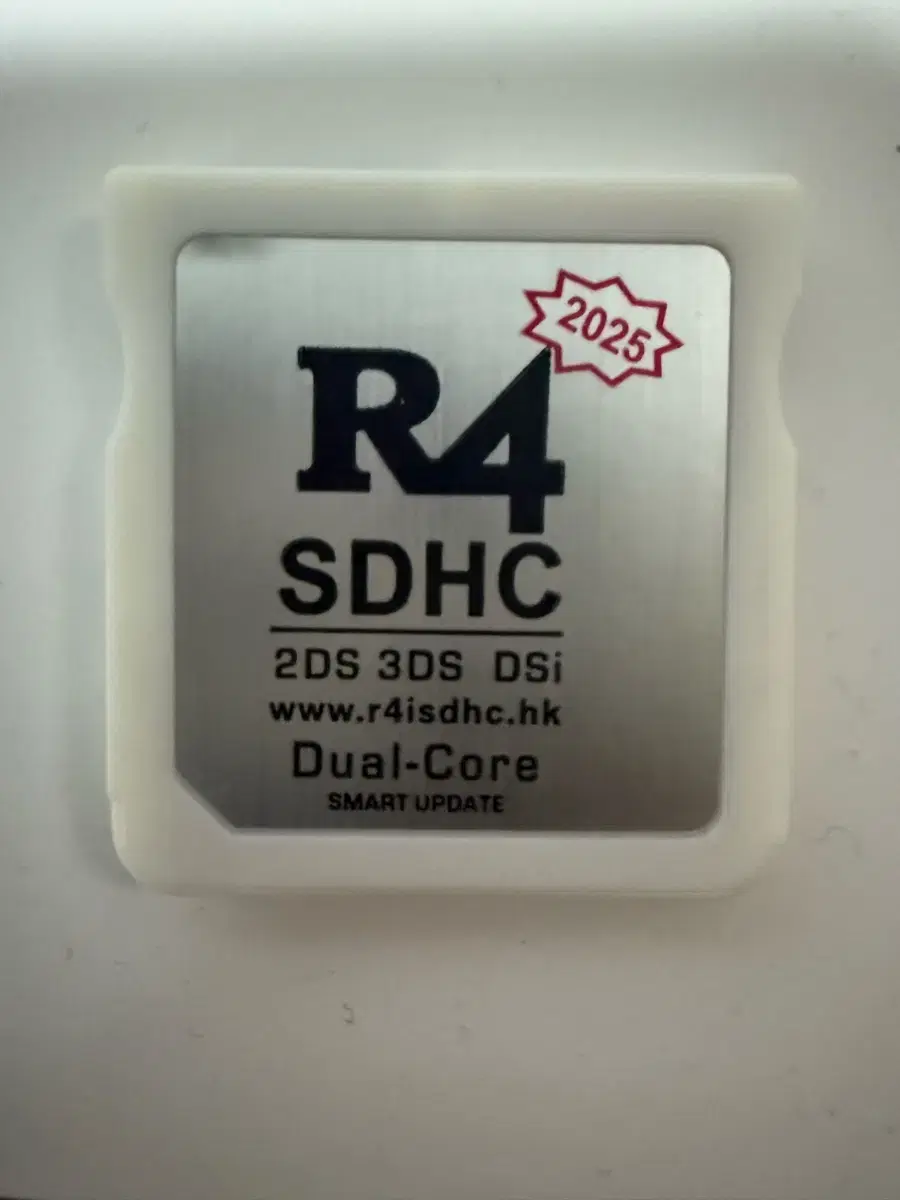 2025
R4
SDHC
2DS 3DS DSi
www.r4isdhc.hk
Dual-Core
SMART UPDATE